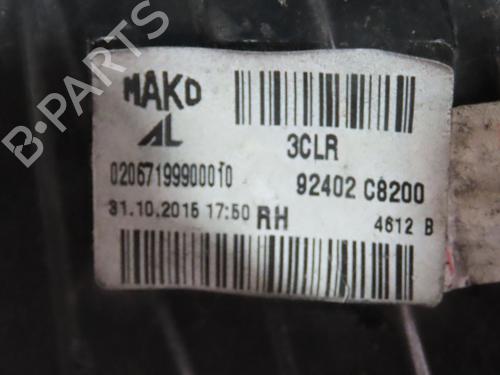 MAKO
AL
3CLR
02067199900010
92402 C8200
31.10.2015 17:50 RH
4612 B
B-PARTS